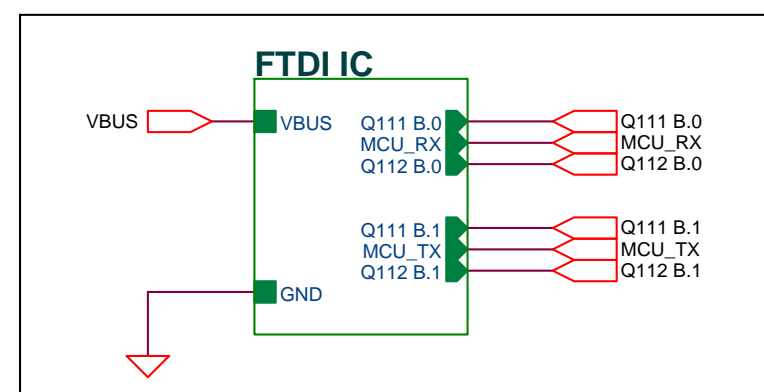 FTDI IC
VBUS VBUS Q111 B.0 Q111 B.0
MCU_RX MCU_RX
Q112 B.0 Q112 B.0
Q111 B.1 Q111 B.1
MCU_TX MCU_TX
Q112 B.1 Q112 B.1
GND